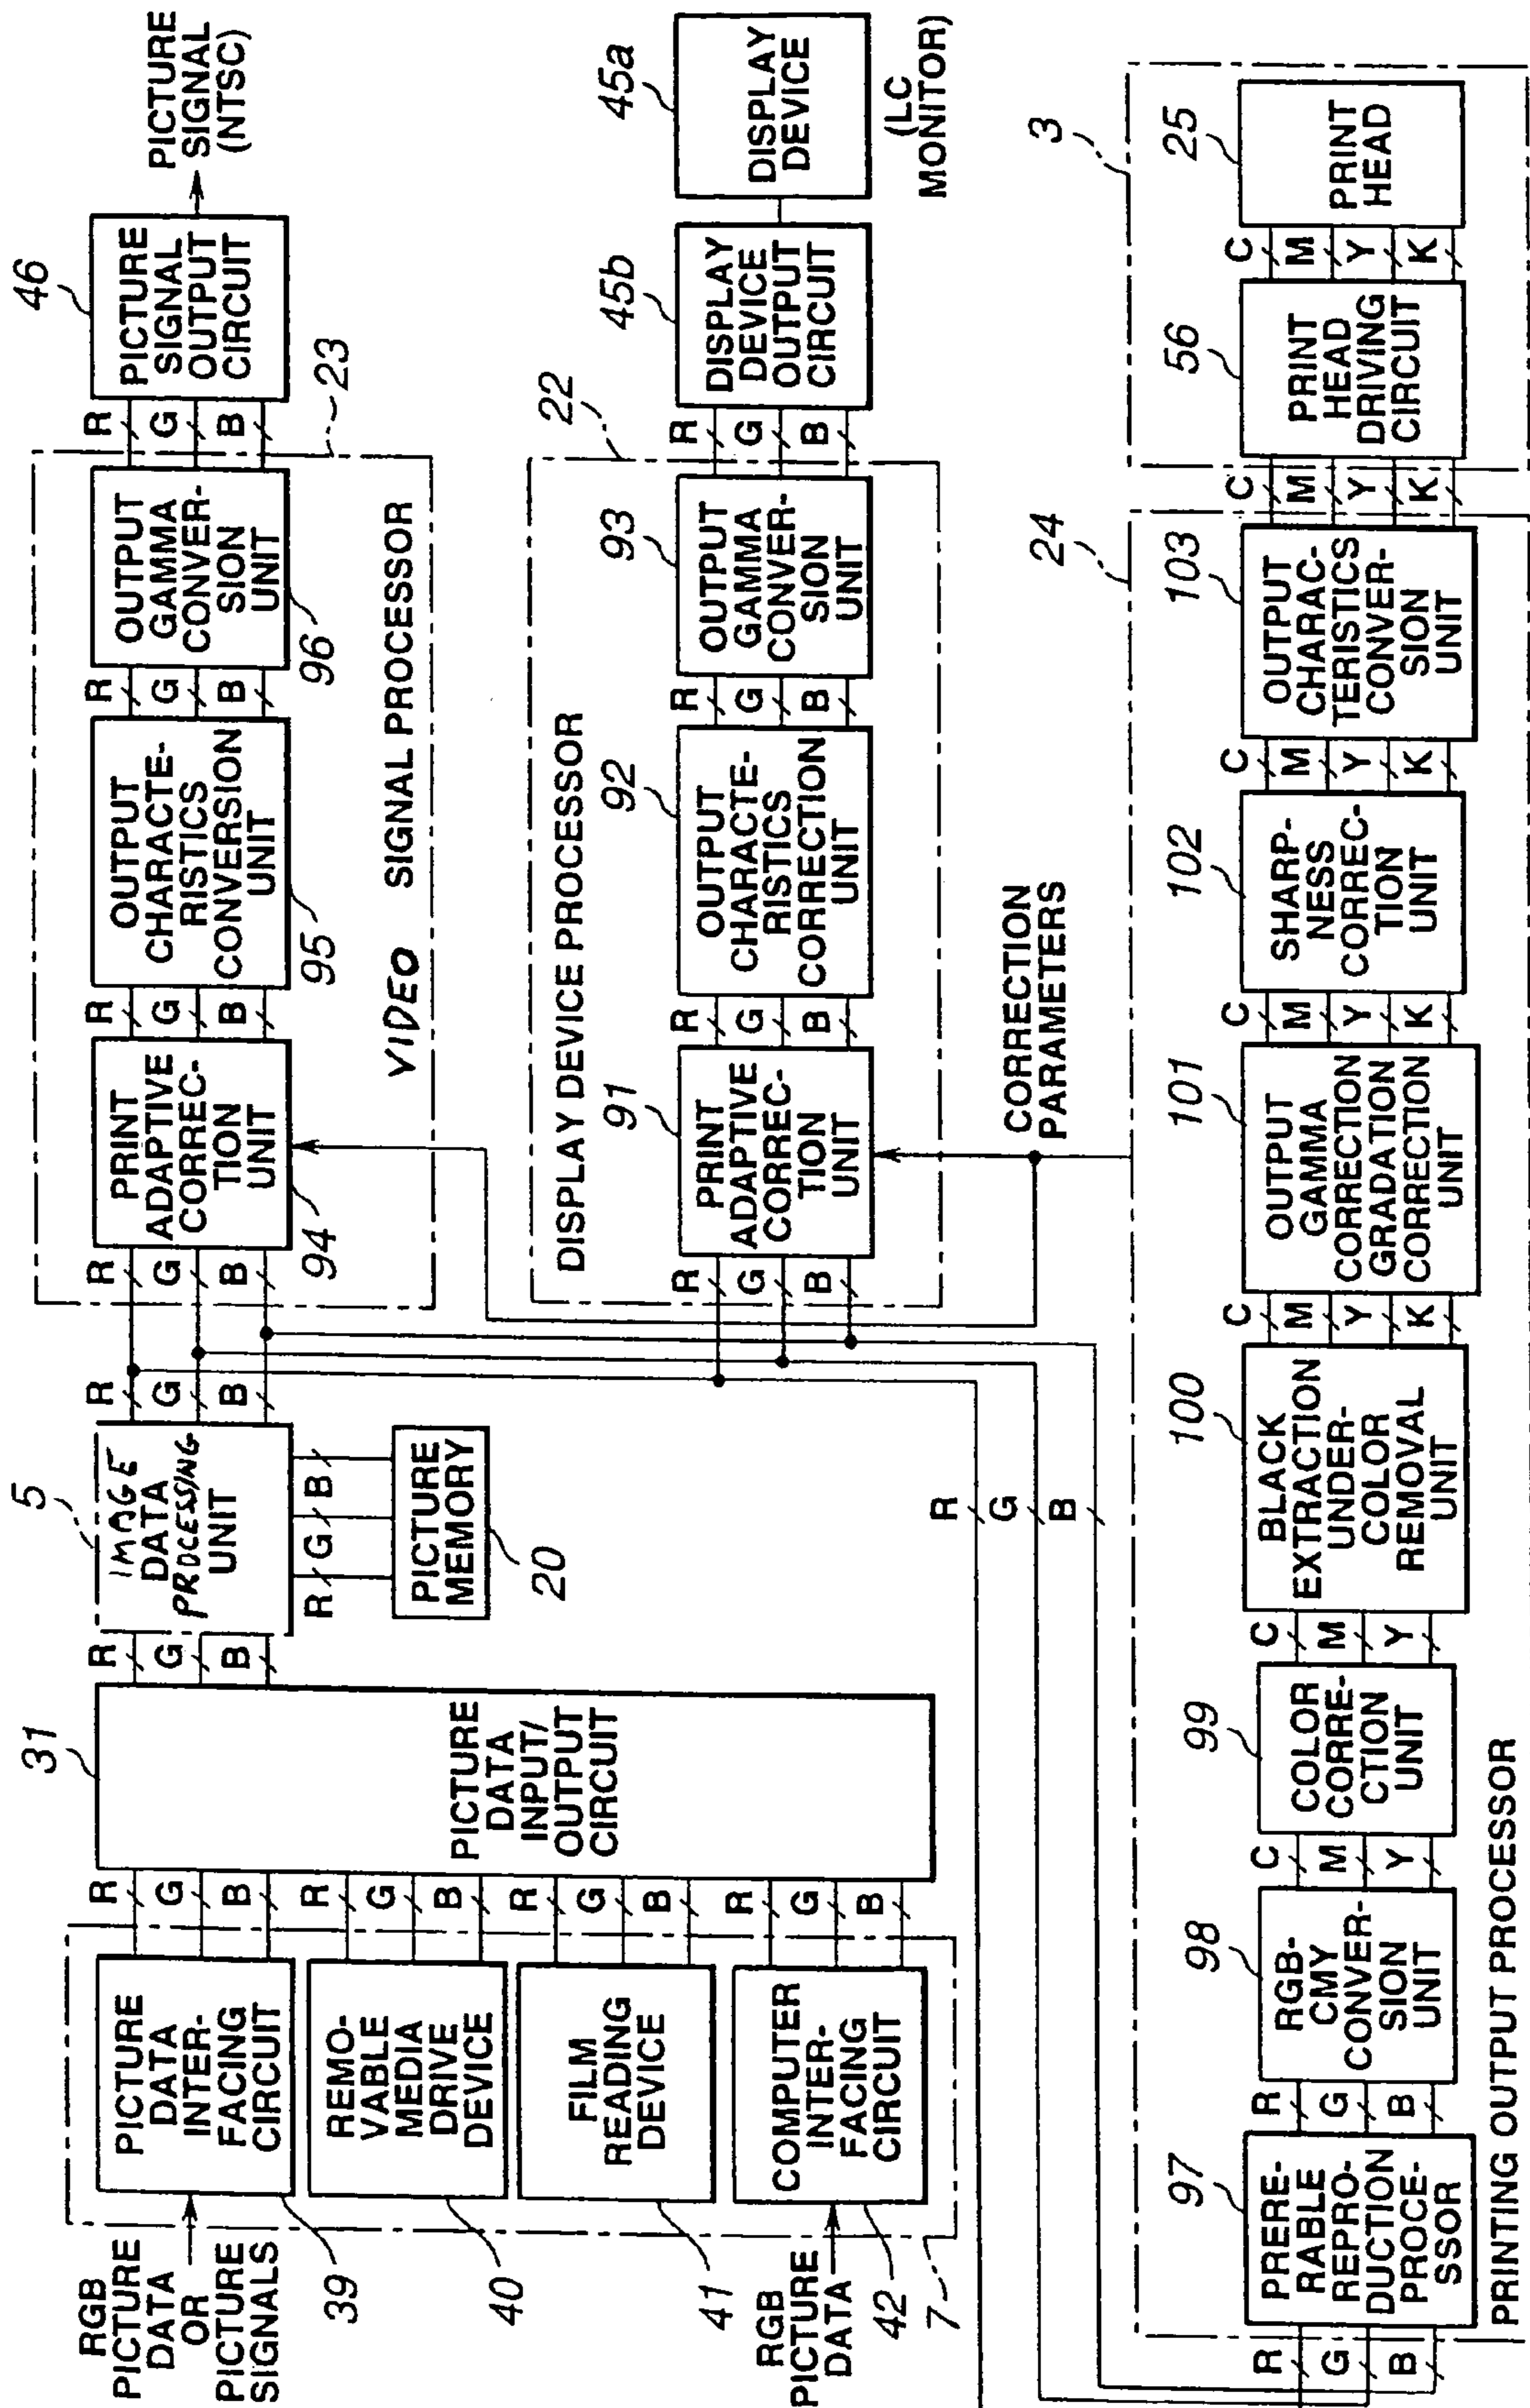 RGB
PICTURE
DATA
OR
PICTURE
SIGNALS
PICTURE
DATA
INTER-
FACING
CIRCUIT
39
REMO-
VABLE
MEDIA
DRIVE
DEVICE
40
FILM
READING
DEVICE
41
RGB
PICTURE
DATA
COMPUTER
INTER-
FACING
CIRCUIT
42
7
R
G
B
R
G
B
R
G
B
R
G
B
31
PICTURE
DATA
INPUT/
OUTPUT
CIRCUIT
R
G
B
5
IMAGE
DATA
PROCESSING
UNIT
R G B
PICTURE
MEMORY
20
R
G
B
R
G
B
PRINT
ADAPTIVE
CORREC-
TION
UNIT
94
R
G
B
OUTPUT
CHARACTE-
RISTICS
CONVERSION
UNIT
95
R
G
B
OUTPUT
GAMMA
CONVER-
SION
UNIT
96
VIDEO SIGNAL PROCESSOR
23
R
G
B
46
PICTURE
SIGNAL
OUTPUT
CIRCUIT
PICTURE
SIGNAL
(NTSC)
DISPLAY DEVICE PROCESSOR
22
R
G
B
91
PRINT
ADAPTIVE
CORREC-
TION
UNIT
R
G
B
92
OUTPUT
CHARACTE-
RISTICS
CORRECTION
UNIT
R
G
B
93
OUTPUT
GAMMA
CONVER-
SION
UNIT
R
G
B
45b
DISPLAY
DEVICE
OUTPUT
CIRCUIT
45a
DISPLAY
DEVICE
(LC
MONITOR)
CORRECTION
PARAMETERS
R
G
B
R
G
B
97
PRERE-
RABLE
REPRO-
DUCTION
PROCE-
SSOR
R
G
B
98
RGB-
CMY
CONVER-
SION
UNIT
C
M
Y
99
COLOR
CORRE-
CTION
UNIT
C
M
Y
100
BLACK
EXTRACTION
UNDER-
COLOR
REMOVAL
UNIT
C
M
Y
K
101
OUTPUT
GAMMA
CORRECTION
GRADATION
CORRECTION
UNIT
C
M
Y
K
102
SHARP-
NESS
CORREC-
TION
UNIT
C
M
Y
K
103
OUTPUT
CHARAC-
TERISTICS
CONVER-
SION
UNIT
24
C
M
Y
K
56
PRINT
HEAD
DRIVING
CIRCUIT
C
M
Y
K
25
PRINT
HEAD
3
PRINTING OUTPUT PROCESSOR